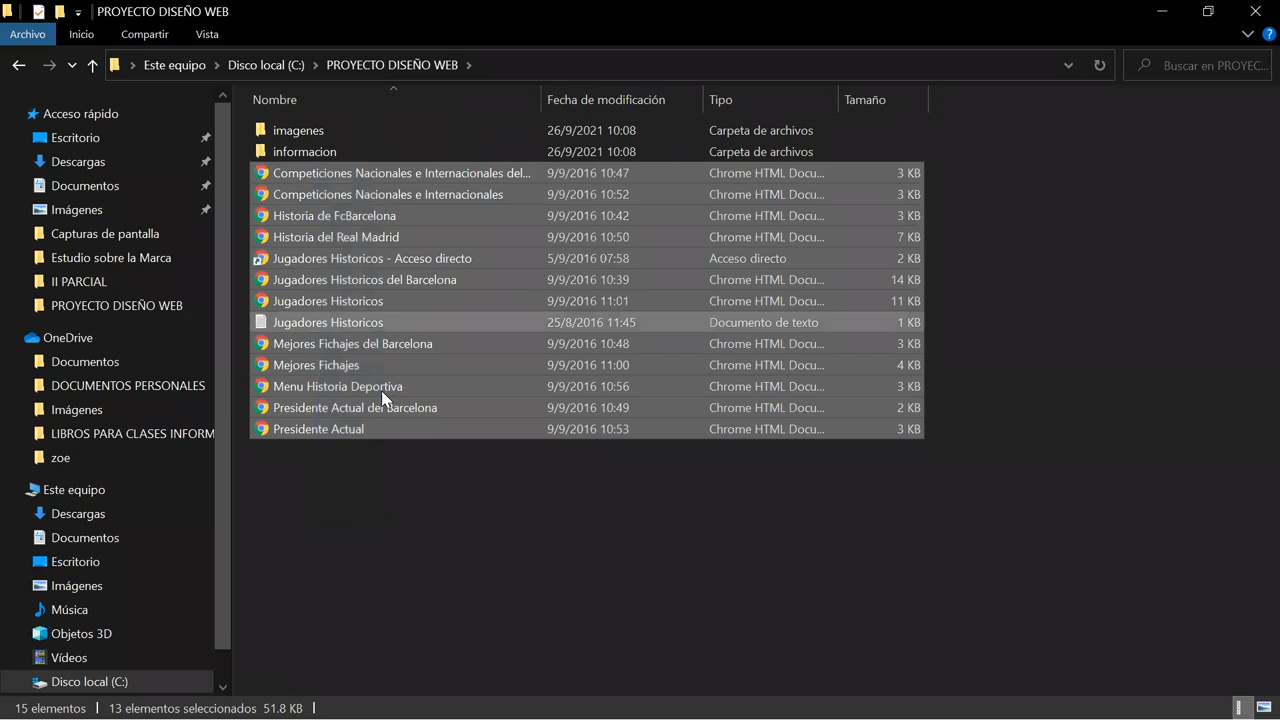 PROYECTO DISEÑO WEB
Archivo Inicio Compartir Vista
Este equipo Disco local (C:) PROYECTO DISEÑO WEB
Buscar en PROYEC...
Nombre Fecha de modificación Tipo Tamaño
imagenes 26/9/2021 10:08 Carpeta de archivos
informacion 26/9/2021 10:08 Carpeta de archivos
Competiciones Nacionales e Internacionales del... 9/9/2016 10:47 Chrome HTML Docu... 3 KB
Competiciones Nacionales e Internacionales 9/9/2016 10:52 Chrome HTML Docu... 3 KB
Historia de FcBarcelona 9/9/2016 10:42 Chrome HTML Docu... 3 KB
Historia del Real Madrid 9/9/2016 10:50 Chrome HTML Docu... 7 KB
Jugadores Historicos - Acceso directo 5/9/2016 07:58 Acceso directo 2 KB
Jugadores Historicos del Barcelona 9/9/2016 10:39 Chrome HTML Docu... 14 KB
Jugadores Historicos 9/9/2016 11:01 Chrome HTML Docu... 11 KB
Jugadores Historicos 25/8/2016 11:45 Documento de texto 1 KB
Mejores Fichajes del Barcelona 9/9/2016 10:48 Chrome HTML Docu... 3 KB
Mejores Fichajes 9/9/2016 11:00 Chrome HTML Docu... 4 KB
Menu Historia Deportiva 9/9/2016 10:56 Chrome HTML Docu... 3 KB
Presidente Actual del Barcelona 9/9/2016 10:49 Chrome HTML Docu... 2 KB
Presidente Actual 9/9/2016 10:53 Chrome HTML Docu... 3 KB
Acceso rápido
Escritorio
Descargas
Documentos
Imágenes
Capturas de pantalla
Estudio sobre la Marca
II PARCIAL
PROYECTO DISEÑO WEB
OneDrive
Documentos
DOCUMENTOS PERSONALES
Imágenes
LIBROS PARA CLASES INFORM
zoe
Este equipo
Descargas
Documentos
Escritorio
Imágenes
Música
Objetos 3D
Vídeos
Disco local (C:)
15 elementos 13 elementos seleccionados 51.8 KB